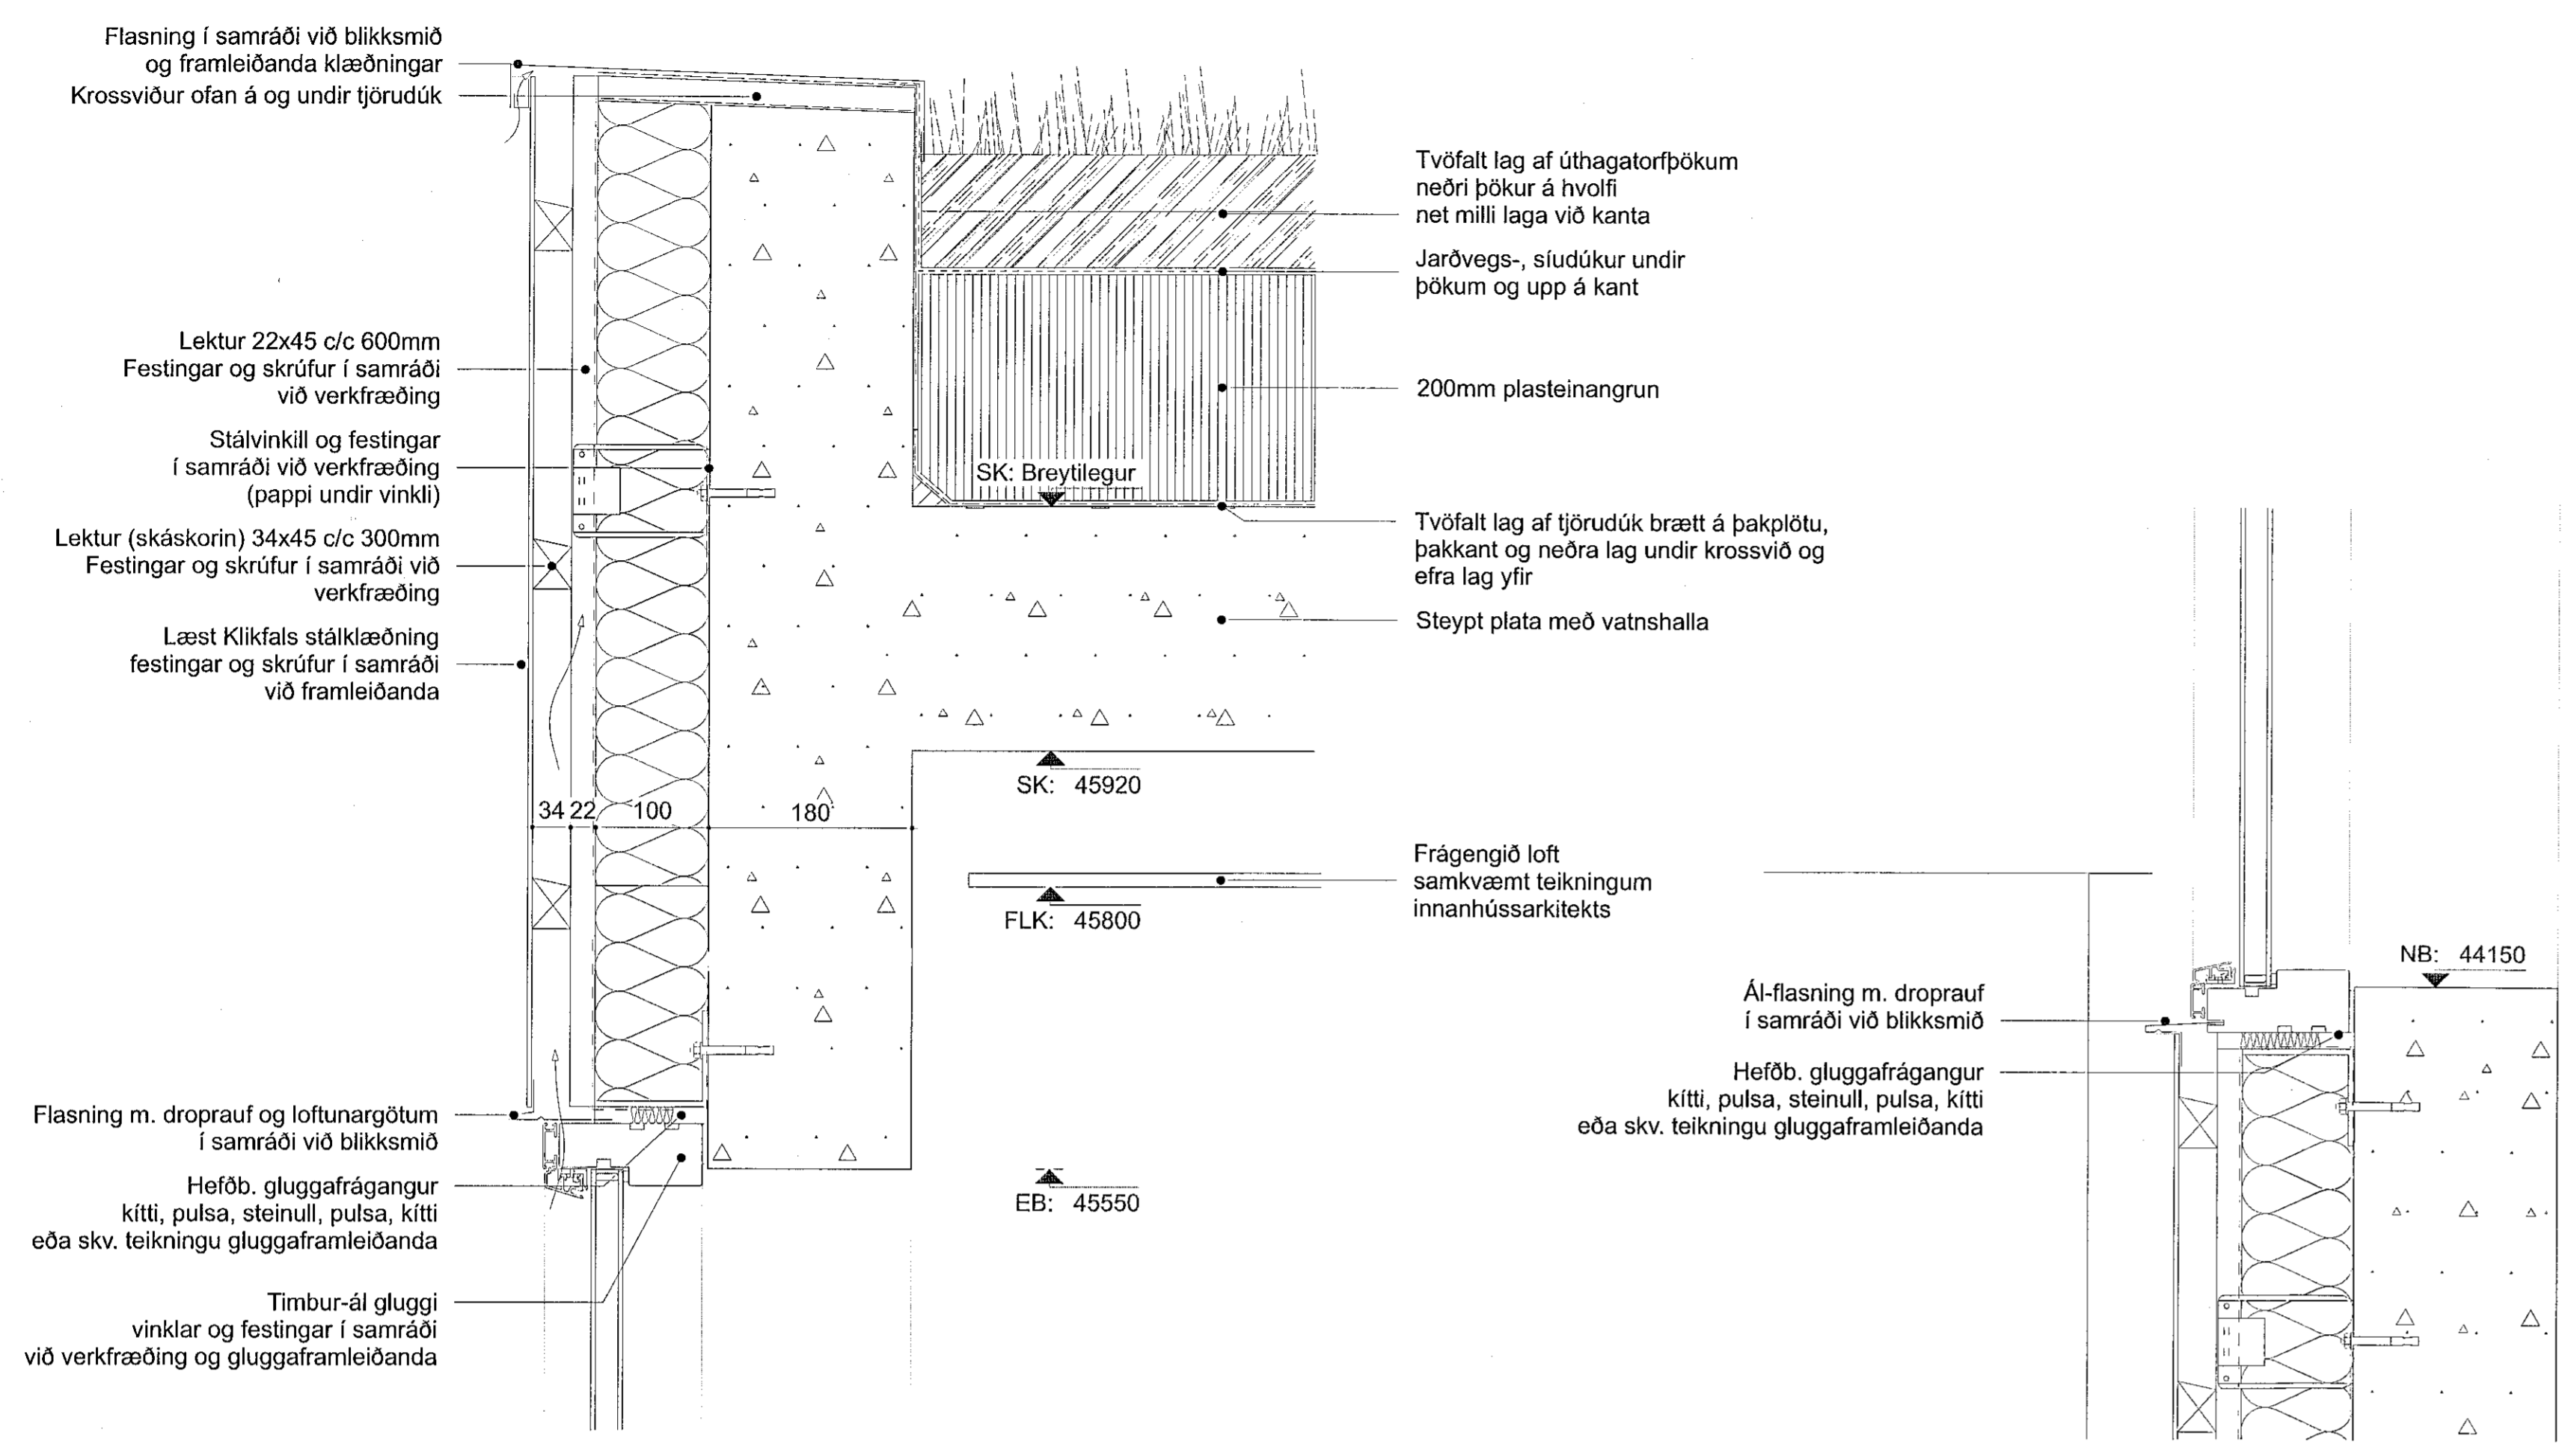 Flasning í samráði við blikksmið
og framleiðanda klæðningar
Krossviður ofan á og undir tjörudúk
Lektur 22x45 c/c 600mm
Festingar og skrúfur í samráði
við verkfræðing
Stálvinkill og festingar
í samráði við verkfræðing
(pappi undir vinkli)
Lektur (skáskorin) 34x45 c/c 300mm
Festingar og skrúfur í samráði við
verkfræðing
Læst Klikfals stálklæðning
festingar og skrúfur í samráði
við framleiðanda
34 22 100 180
Flasning m. droprauf og loftunargötum
í samráði við blikksmið
Hefðb. gluggafrágangur
kítti, pulsa, steinull, pulsa, kítti
eða skv. teikningu gluggaframleiðanda
Timbur-ál gluggi
vinklar og festingar í samráði
við verkfræðing og gluggaframleiðanda
Tvöfalt lag af úthagatorfþökum
neðri þökur á hvolfi
net milli laga við kanta
Jarðvegs-, síudúkur undir
þökum og upp á kant
200mm plasteinangrun
SK: Breytilegur
Tvöfalt lag af tjörudúk brætt á þakplötu,
þakkant og neðra lag undir krossvið og
efra lag yfir
Steypt plata með vatnshalla
SK: 45920
Frágengið loft
samkvæmt teikningum
innanhússarkitekts
FLK: 45800
EB: 45550
NB: 44150
Ál-flasning m. droprauf
í samráði við blikksmið
Hefðb. gluggafrágangur
kítti, pulsa, steinull, pulsa, kítti
eða skv. teikningu gluggaframleiðanda